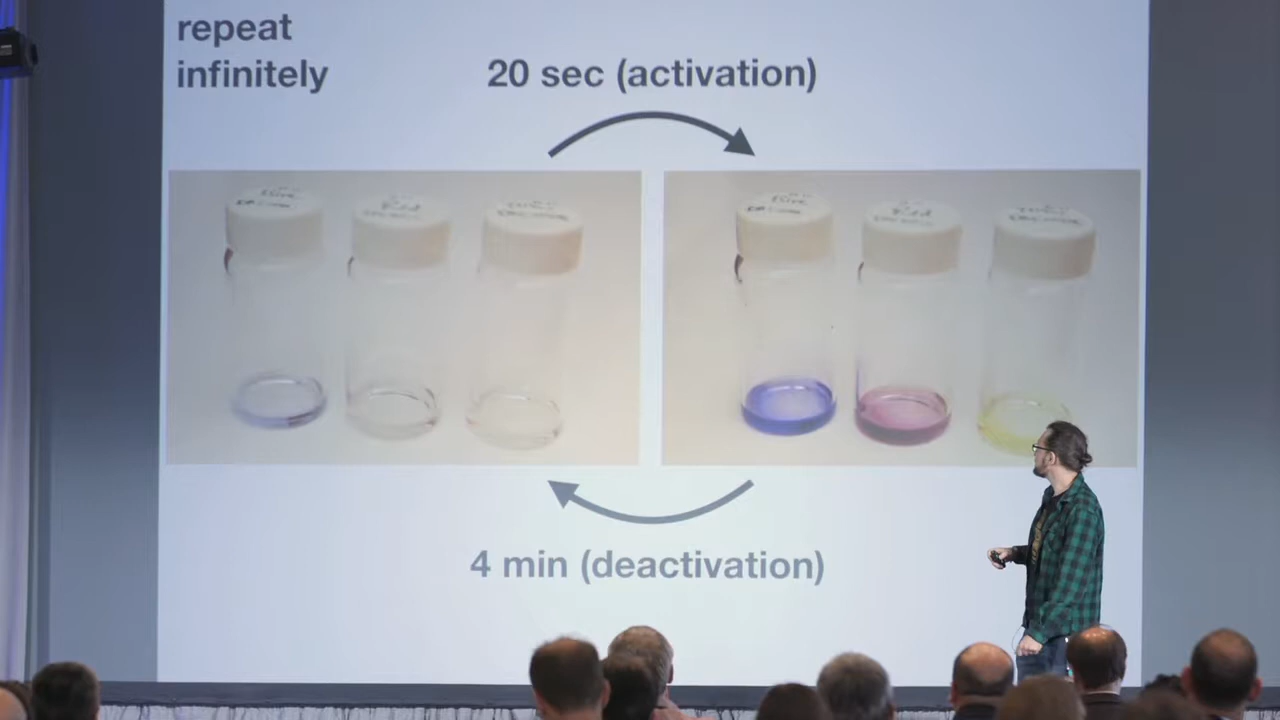 repeat
infinitely
20 sec (activation)
4 min (deactivation)